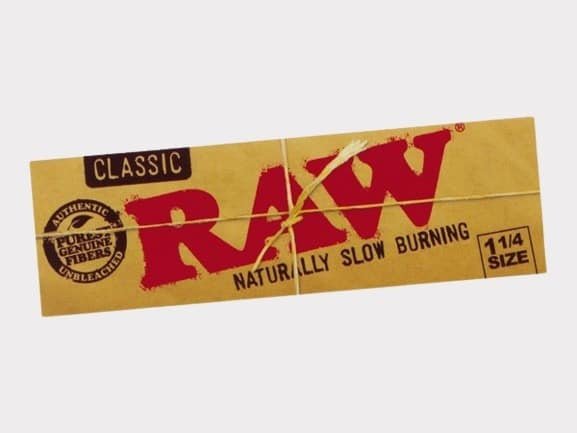 CLASSIC
RAW®
NATURALLY SLOW BURNING
AUTHENTIC
PUREST
GENUINE
FIBERS
UNBLEACHED
1 1/4
SIZE